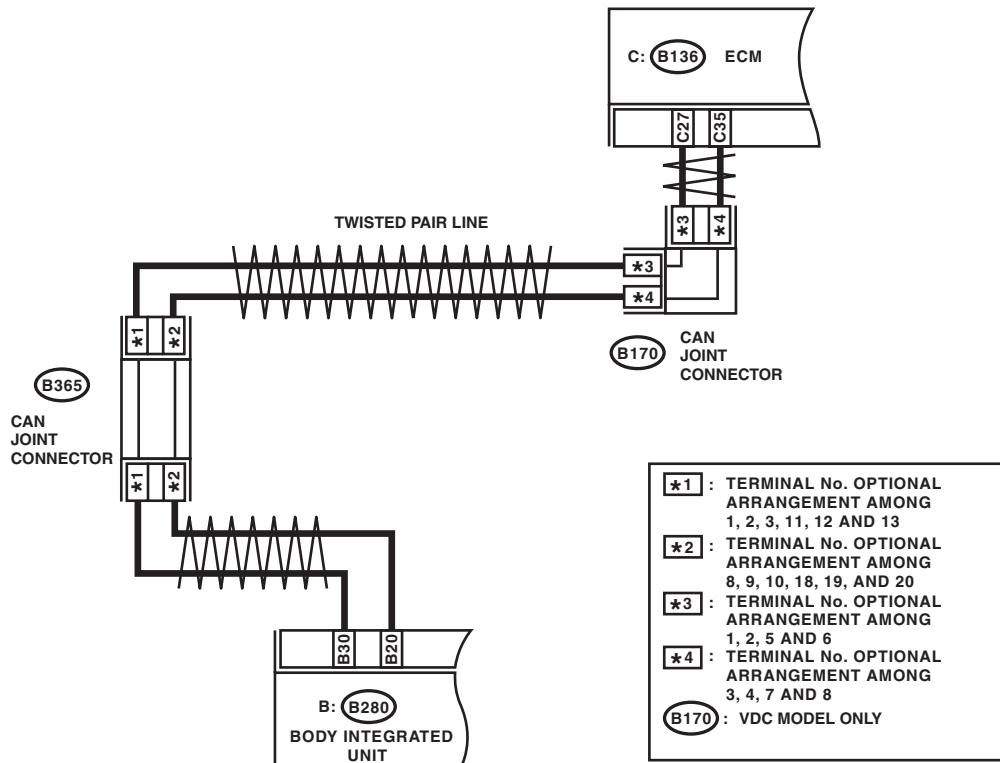 C: B136 ECM
C27
C35
*3
*4
TWISTED PAIR LINE
*3
*4
B170
CAN
JOINT
CONNECTOR
*1
*2
B365
CAN
JOINT
CONNECTOR
*1
*2
B30
B20
B: B280
BODY INTEGRATED
UNIT
*1 : TERMINAL No. OPTIONAL
ARRANGEMENT AMONG
1, 2, 3, 11, 12 AND 13
*2 : TERMINAL No. OPTIONAL
ARRANGEMENT AMONG
8, 9, 10, 18, 19, AND 20
*3 : TERMINAL No. OPTIONAL
ARRANGEMENT AMONG
1, 2, 5 AND 6
*4 : TERMINAL No. OPTIONAL
ARRANGEMENT AMONG
3, 4, 7 AND 8
B170 : VDC MODEL ONLY